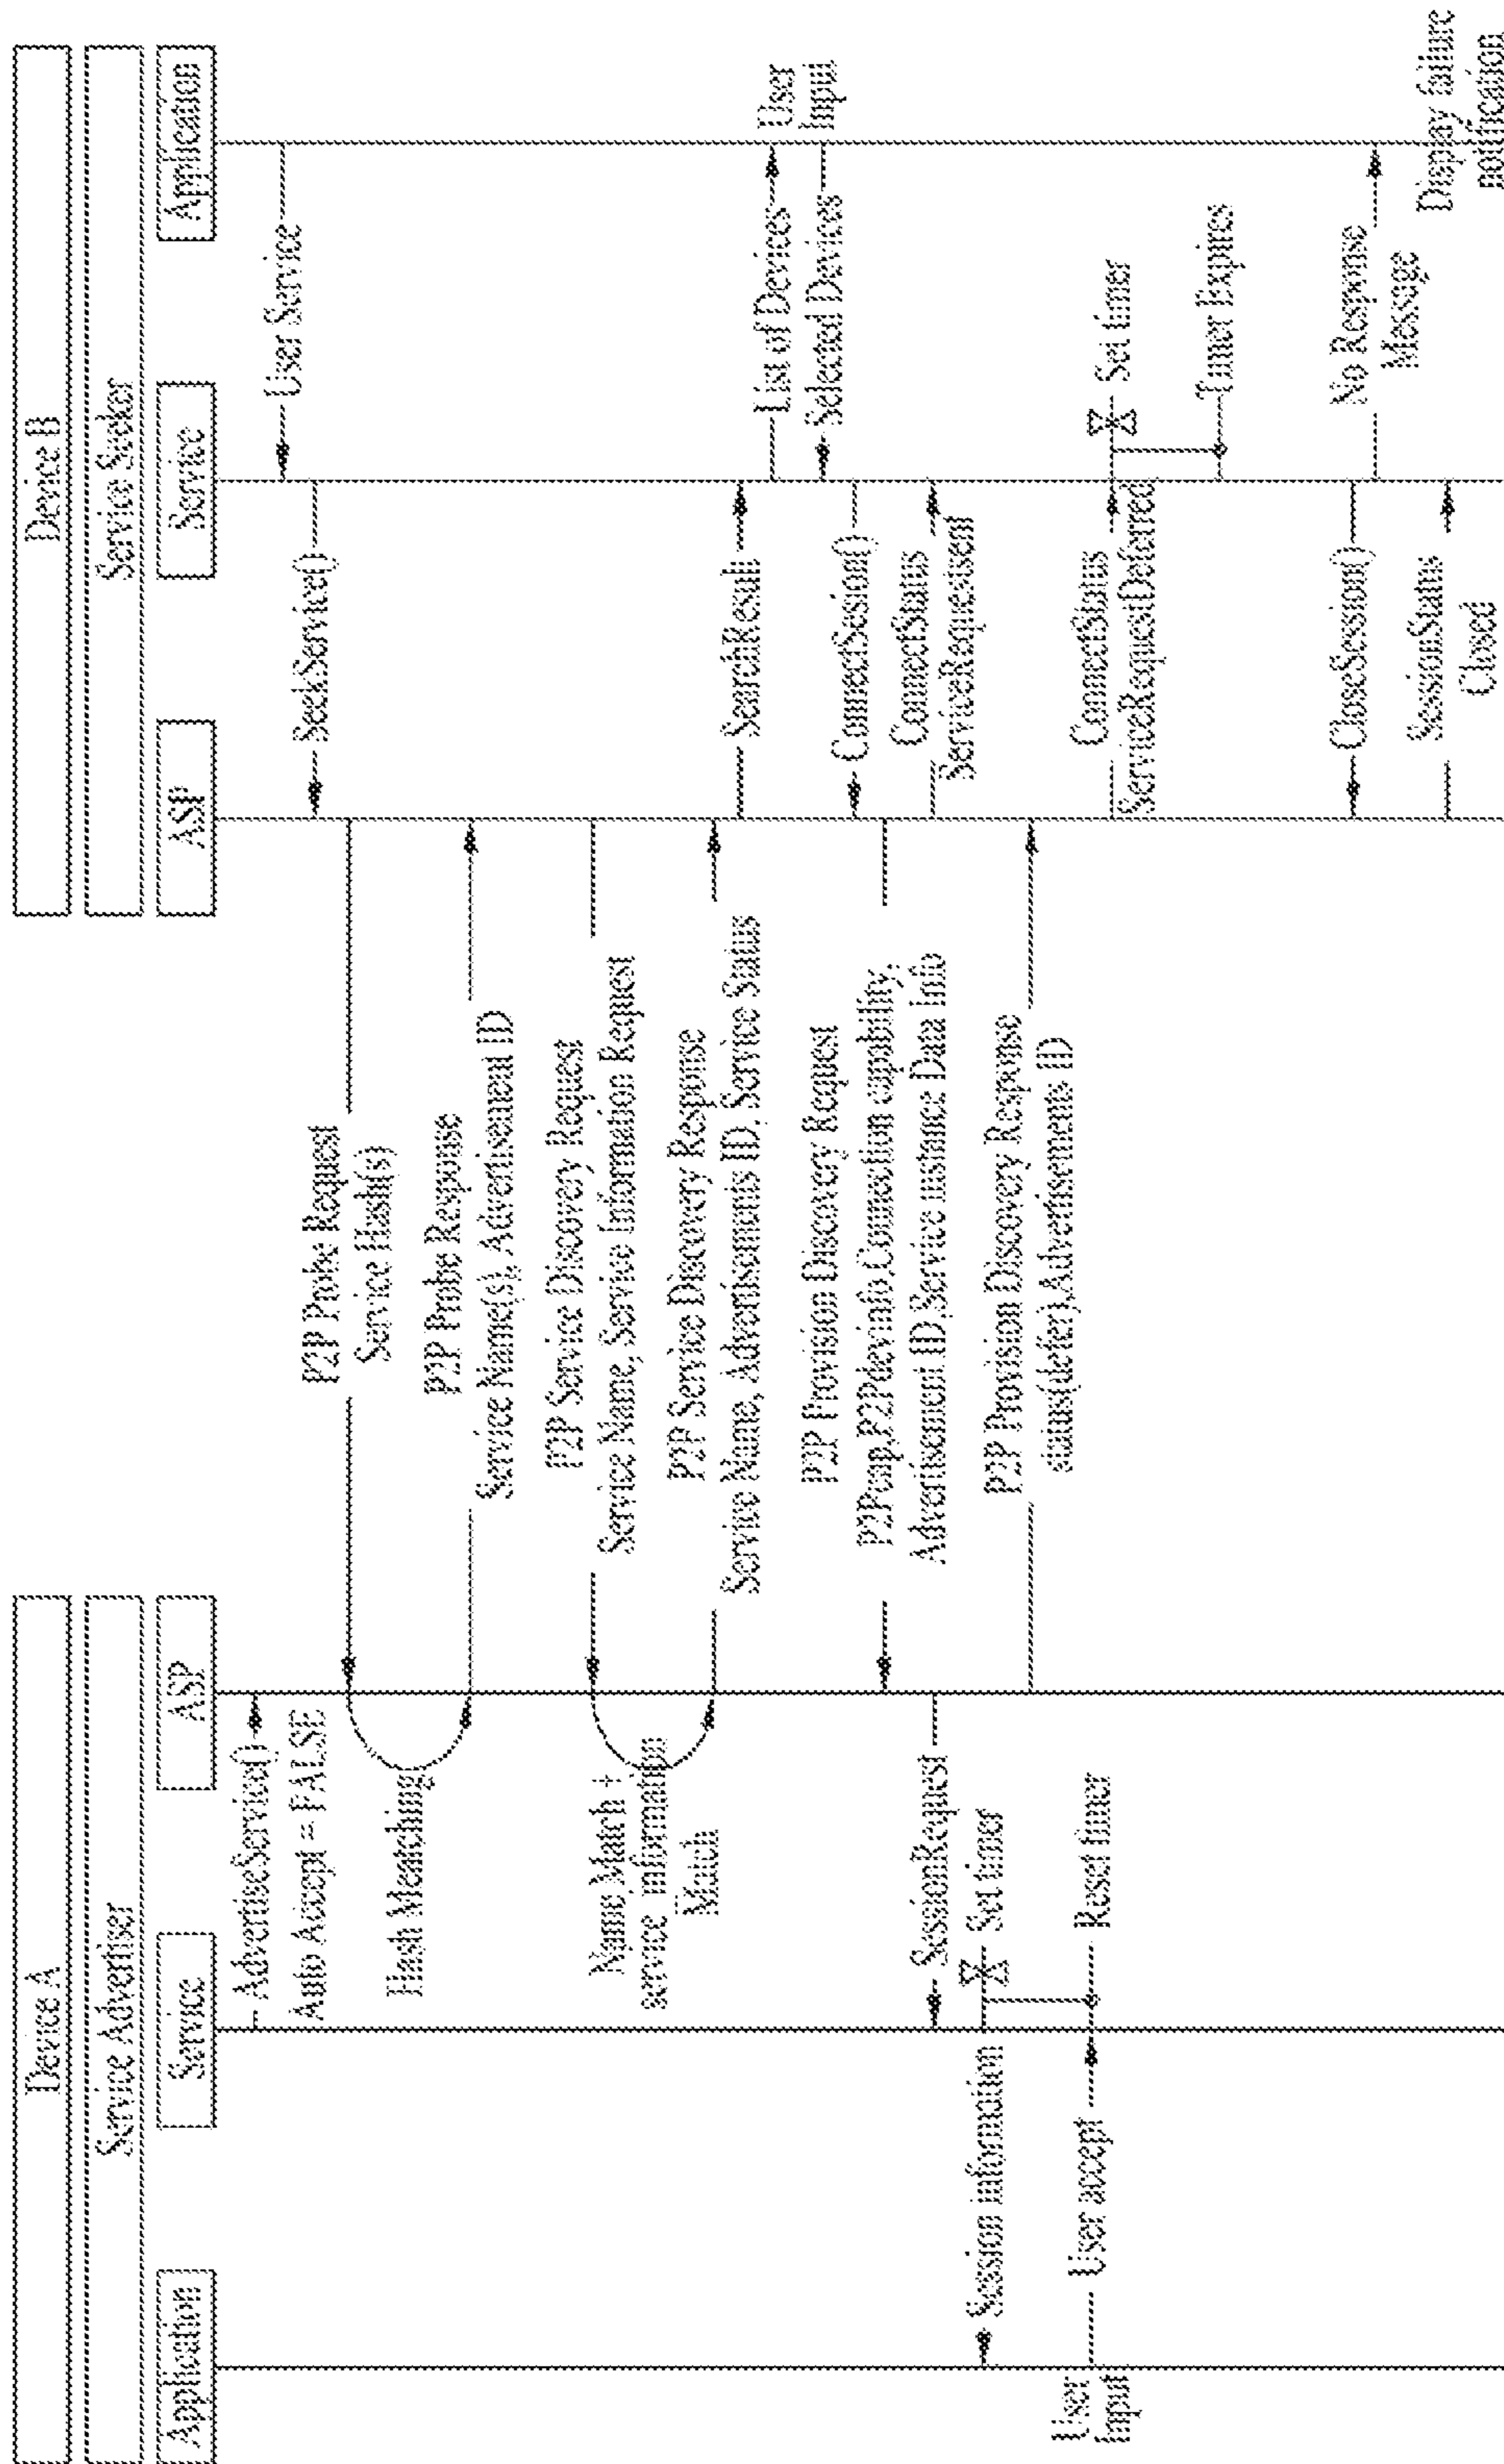 Device A
Device B
Service Advertiser
Service Seeker
Application
Service
ASP
ASP
Service
Application
AdvertiseService()
Auto Accept = FALSE
User Service
SeekService()
P2P Probe Request
Service Hash(s)
Hash Meatching
P2P Probe Response
Service Name(s), Advertisement ID
P2P Service Discovery Request
Service Name, Service Information Request
Name Match +
service information
Match
P2P Service Discovery Response
Service Name, Advertisements ID, Service Status
SearchResult
List of Devices
User
Input
Selected Devices
ConnectSesion()
P2P Provision Discovery Request
P2Pcap,P2Pdevinfo,Connection capability,
Advertisement ID,Service instance Data Info
ConnectStatus
ServiceRequestsent
SessionRequest
Session information
Set timer
P2P Provision Discovery Response
status(defer),Advertisments ID
User
Input
User accept
Reset timer
ConnectStatus
ServiceRequestDeferred
Set timer
Timer Expires
CloseSession()
No Response
Message
SessionStatus
Closed
Display failure
notification